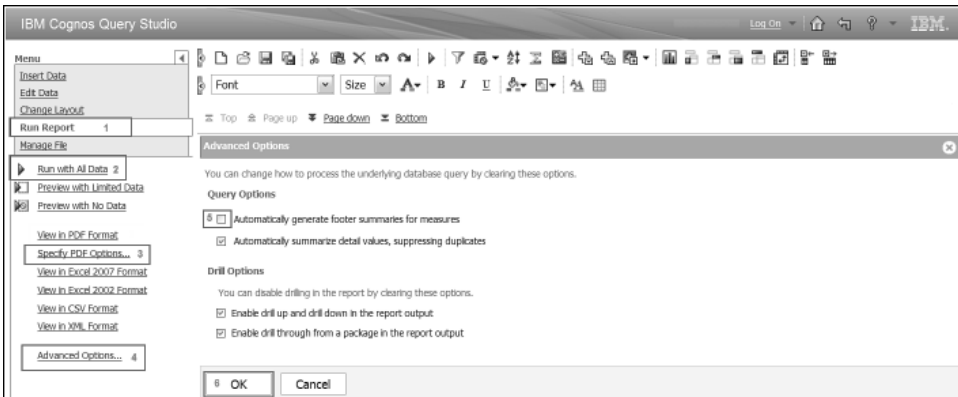 IBM Cognos Query Studio
Log On
IBM.
Menu
Insert Data
Edit Data
Change Layout
Run Report 1
Manage File
Run with All Data 2
Preview with Limited Data
Preview with No Data
View in PDF Format
Specify PDF Options... 3
View in Excel 2007 Format
View in Excel 2002 Format
View in CSV Format
View in XML Format
Advanced Options... 4
Font
Size
A
B I U
Top Page up Page down Bottom
Advanced Options
You can change how to process the underlying database query by clearing these options.
Query Options
5 Automatically generate footer summaries for measures
Automatically summarize detail values, suppressing duplicates
Drill Options
You can disable drilling in the report by clearing these options.
Enable drill up and drill down in the report output
Enable drill through from a package in the report output
6 OK
Cancel